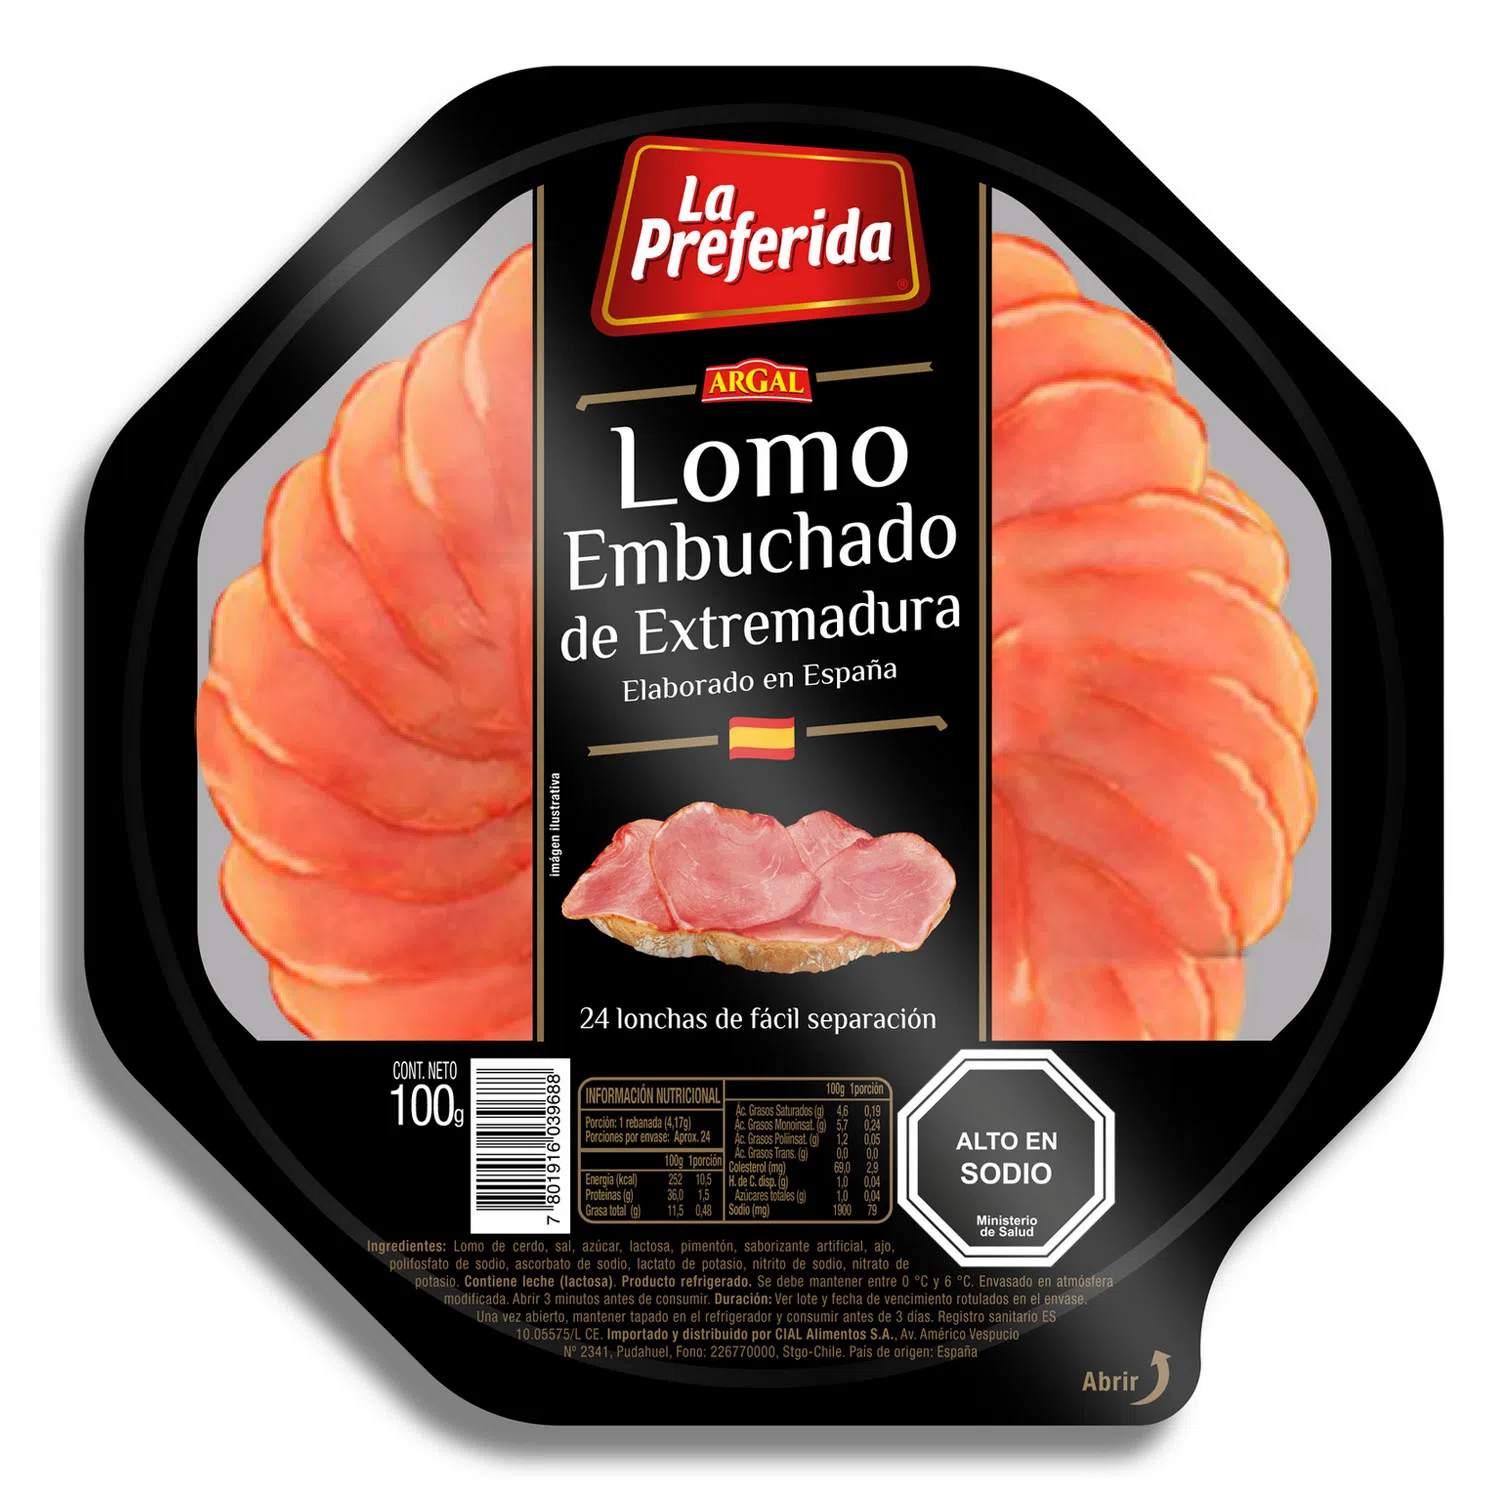 La
Preferida
®
ARGAL
Lomo
Embuchado
de Extremadura
Elaborado en España
imágen ilustrativa
24 lonchas de fácil separación
CONT. NETO
100g
7 801916 039688
INFORMACIÓN NUTRICIONAL
Porción: 1 rebanada (4,17g)
Porciones por envase: Aprox. 24
100g 1porción
Energía (kcal) 252 10,5
Proteínas (g) 36,0 1,5
Grasa total (g) 11,5 0,48
100g 1porción
Ác. Grasos Saturados (g) 4,6 0,19
Ác. Grasos Monoinsat. (g) 5,7 0,24
Ác. Grasos Poliinsat. (g) 1,2 0,05
Ác. Grasos Trans. (g) 0,0 0,0
Colesterol (mg) 69,0 2,9
H. de C. disp. (g) 1,0 0,04
Azúcares totales (g) 1,0 0,04
Sodio (mg) 1900 79
ALTO EN
SODIO
Ministerio
de Salud
Ingredientes: Lomo de cerdo, sal, azúcar, lactosa, pimentón, saborizante artificial, ajo,
polifosfato de sodio, ascorbato de sodio, lactato de potasio, nitrito de sodio, nitrato de
potasio. Contiene leche (lactosa). Producto refrigerado. Se debe mantener entre 0 °C y 6 °C. Envasado en atmósfera
modificada. Abrir 3 minutos antes de consumir. Duración: Ver lote y fecha de vencimiento rotulados en el envase.
Una vez abierto, mantener tapado en el refrigerador y consumir antes de 3 días. Registro sanitario ES
10.05575/L CE. Importado y distribuido por CIAL Alimentos S.A., Av. Américo Vespucio
Nº 2341, Pudahuel, Fono: 226770000, Stgo-Chile. País de origen: España
Abrir